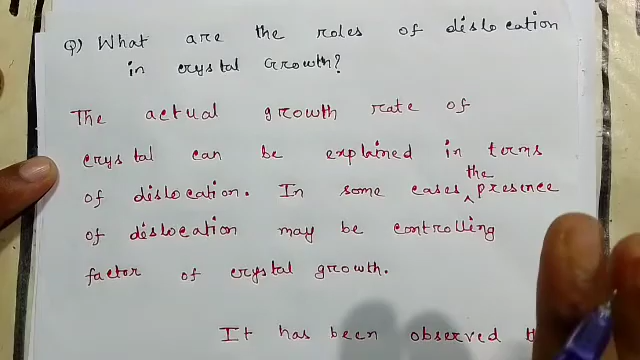 Q) What are the roles of dislocation
in crystal Growth?
The actual growth rate of
crystal can be explained in terms
of dislocation. In some cases the presence
of dislocation may be controlling
factor of crystal growth.
It has been observed